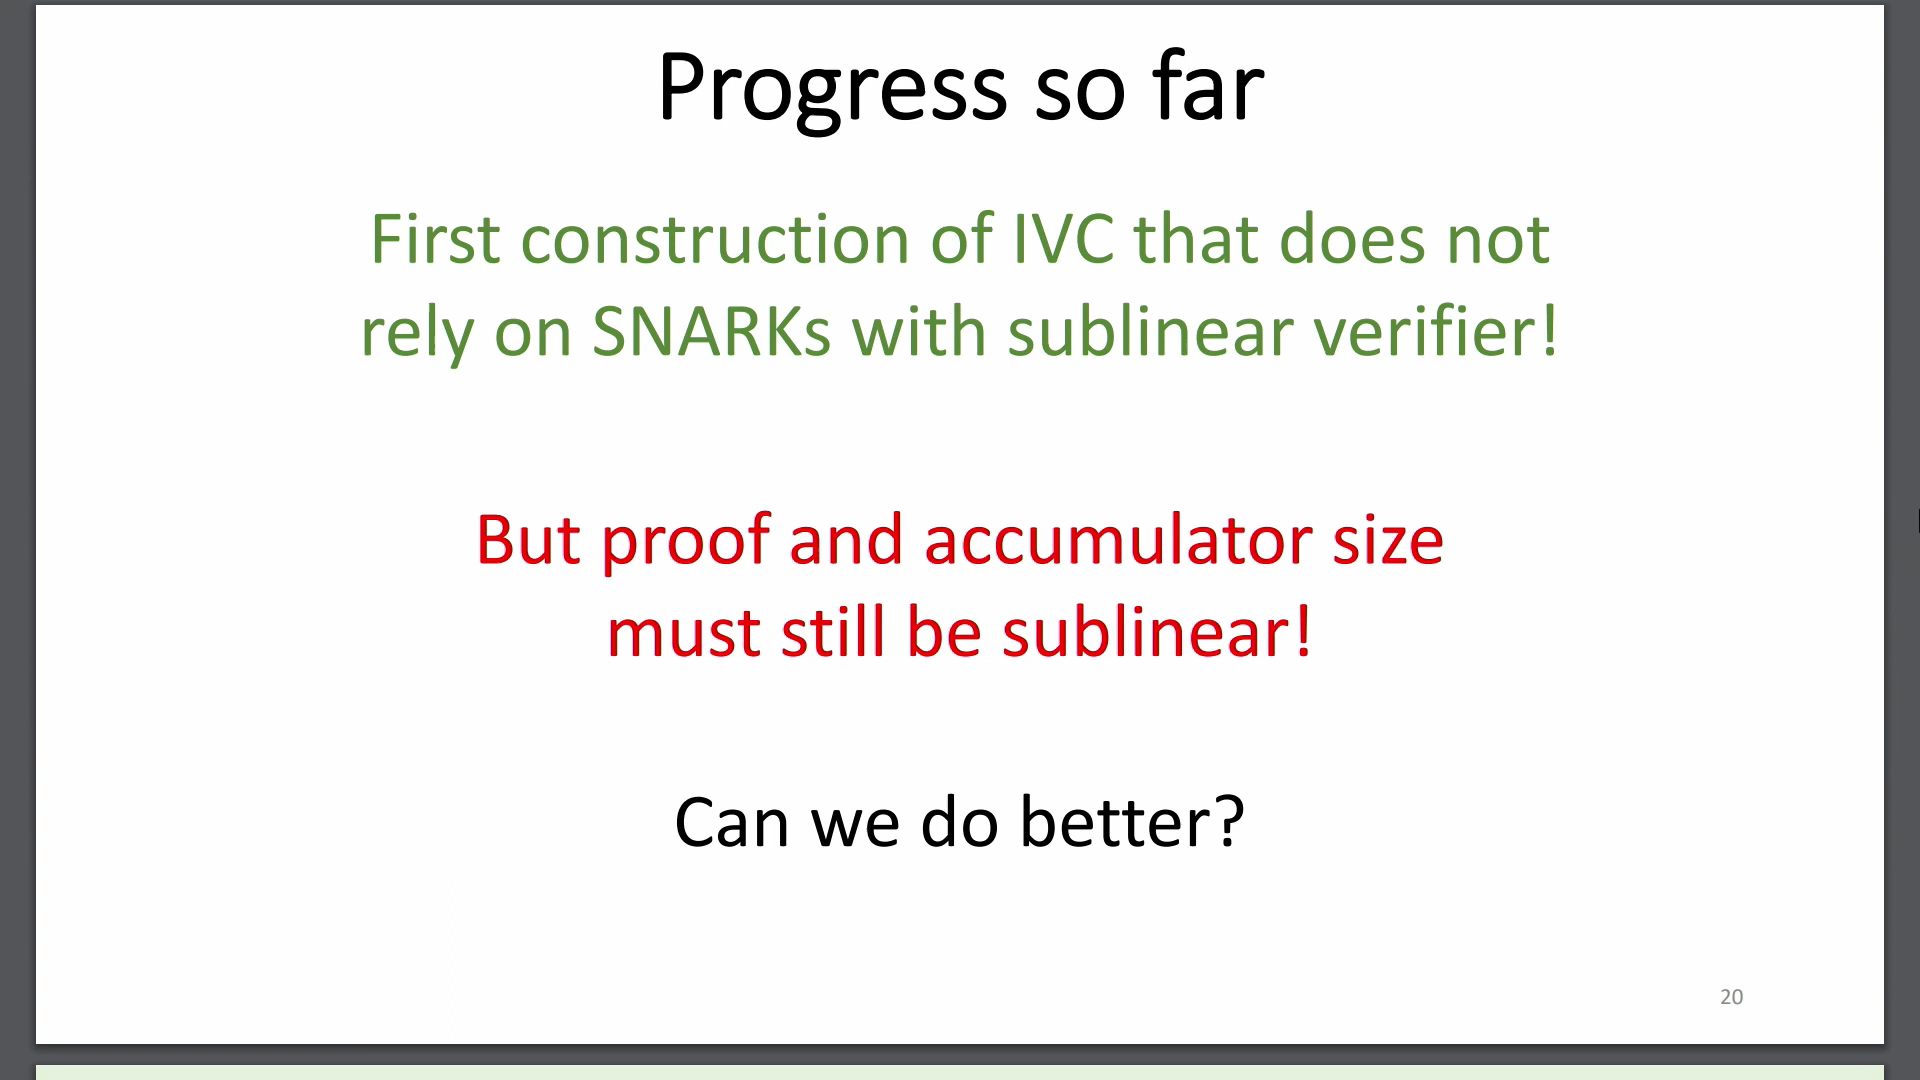 Progress so far
First construction of IVC that does not
rely on SNARKs with sublinear verifier!
But proof and accumulator size
must still be sublinear!
Can we do better?
20